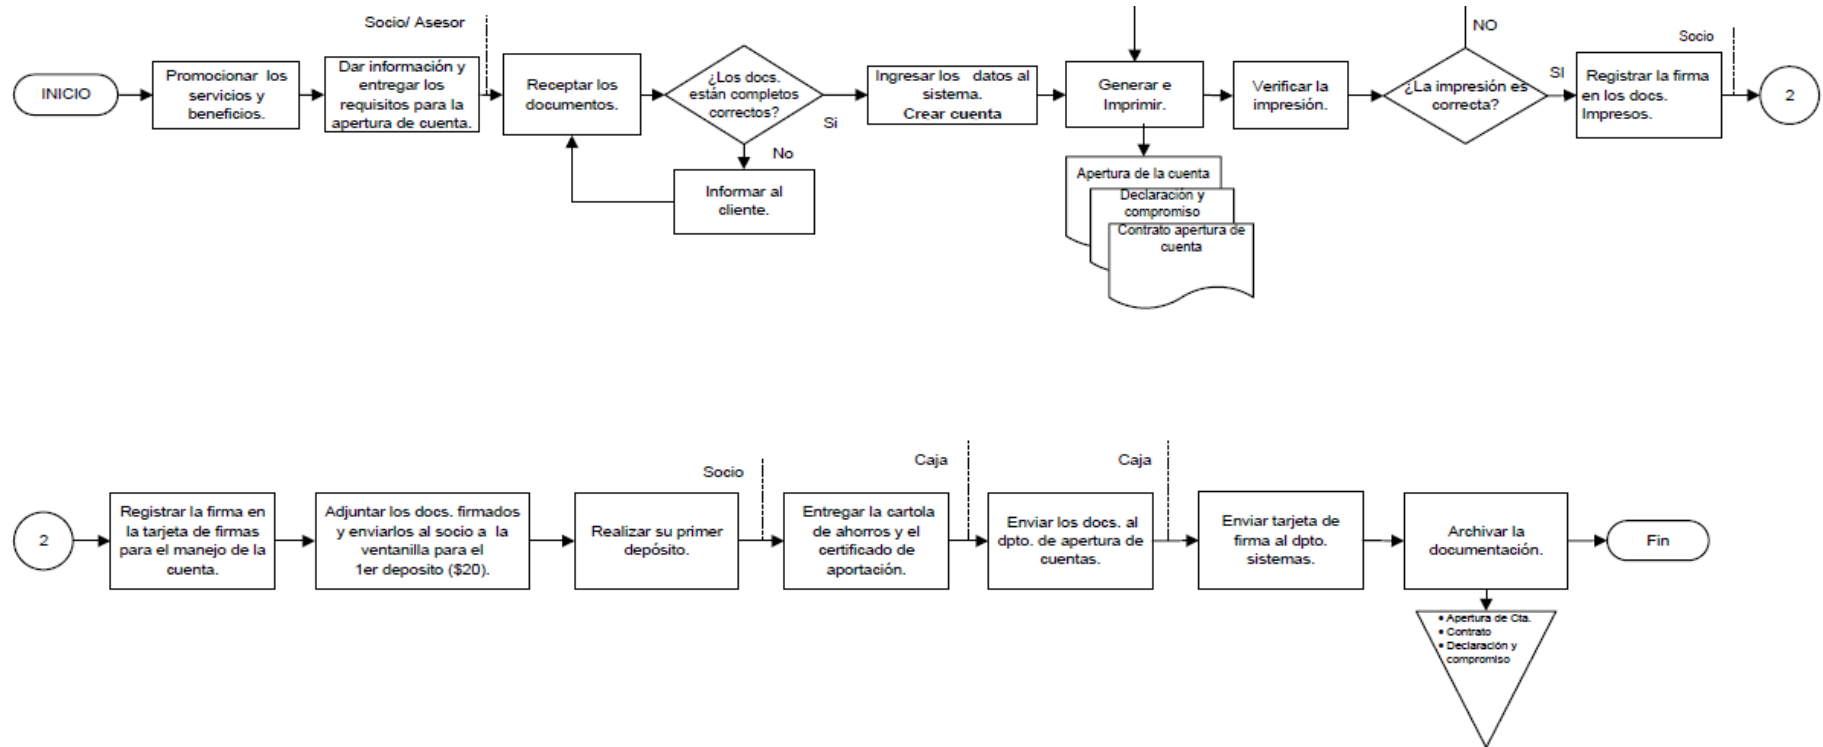 Socio/ Asesor
INICIO
Promocionar los
servicios y
beneficios.
Dar información y
entregar los
requisitos para la
apertura de cuenta.
Receptar los
documentos.
¿Los docs.
están completos
correctos?
Si
No
Informar al
cliente.
Ingresar los datos al
sistema.
Crear cuenta
Generar e
Imprimir.
Apertura de la cuenta
Declaración y
compromiso
Contrato apertura de
cuenta
Verificar la
impresión.
¿La impresión es
correcta?
NO
SI
Registrar la firma
en los docs.
Impresos.
Socio
2
2
Registrar la firma en
la tarjeta de firmas
para el manejo de la
cuenta.
Adjuntar los docs. firmados
y enviarlos al socio a la
ventanilla para el
1er deposito ($20).
Realizar su primer
depósito.
Socio
Entregar la cartola
de ahorros y el
certificado de
aportación.
Caja
Enviar los docs. al
dpto. de apertura de
cuentas.
Caja
Enviar tarjeta de
firma al dpto.
sistemas.
Archivar la
documentación.
• Apertura de Cta.
• Contrato
• Declaración y
compromiso
Fin